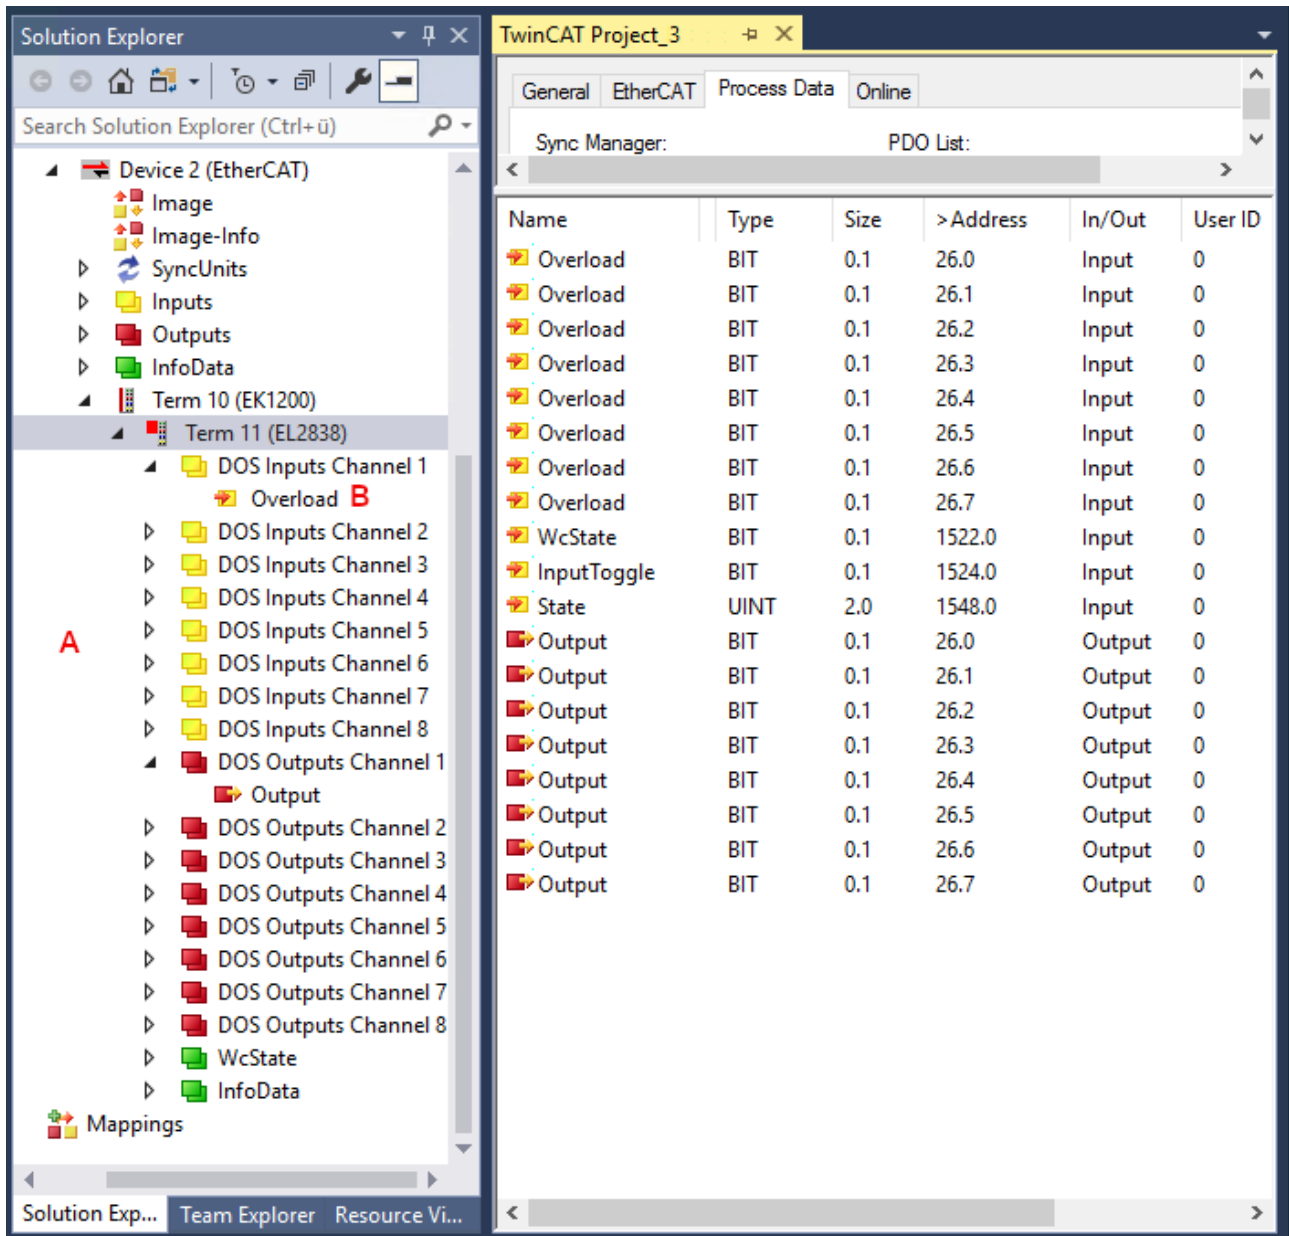 Solution Explorer
Search Solution Explorer (Ctrl+ü)
Device 2 (EtherCAT)
Image
Image-Info
SyncUnits
Inputs
Outputs
InfoData
Term 10 (EK1200)
Term 11 (EL2838)
DOS Inputs Channel 1
Overload B
DOS Inputs Channel 2
DOS Inputs Channel 3
DOS Inputs Channel 4
DOS Inputs Channel 5
A
DOS Inputs Channel 6
DOS Inputs Channel 7
DOS Inputs Channel 8
DOS Outputs Channel 1
Output
DOS Outputs Channel 2
DOS Outputs Channel 3
DOS Outputs Channel 4
DOS Outputs Channel 5
DOS Outputs Channel 6
DOS Outputs Channel 7
DOS Outputs Channel 8
WcState
InfoData
Mappings
Solution Exp... Team Explorer Resource Vi...
TwinCAT Project_3
General EtherCAT Process Data Online
Sync Manager: PDO List:
Name Type Size >Address In/Out User ID
Overload BIT 0.1 26.0 Input 0
Overload BIT 0.1 26.1 Input 0
Overload BIT 0.1 26.2 Input 0
Overload BIT 0.1 26.3 Input 0
Overload BIT 0.1 26.4 Input 0
Overload BIT 0.1 26.5 Input 0
Overload BIT 0.1 26.6 Input 0
Overload BIT 0.1 26.7 Input 0
WcState BIT 0.1 1522.0 Input 0
InputToggle BIT 0.1 1524.0 Input 0
State UINT 2.0 1548.0 Input 0
Output BIT 0.1 26.0 Output 0
Output BIT 0.1 26.1 Output 0
Output BIT 0.1 26.2 Output 0
Output BIT 0.1 26.3 Output 0
Output BIT 0.1 26.4 Output 0
Output BIT 0.1 26.5 Output 0
Output BIT 0.1 26.6 Output 0
Output BIT 0.1 26.7 Output 0